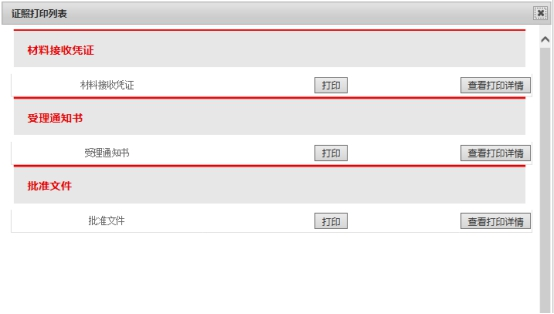 证照打印列表
材料接收凭证
材料接收凭证 打印 查看打印详情
受理通知书
受理通知书 打印 查看打印详情
批准文件
批准文件 打印 查看打印详情